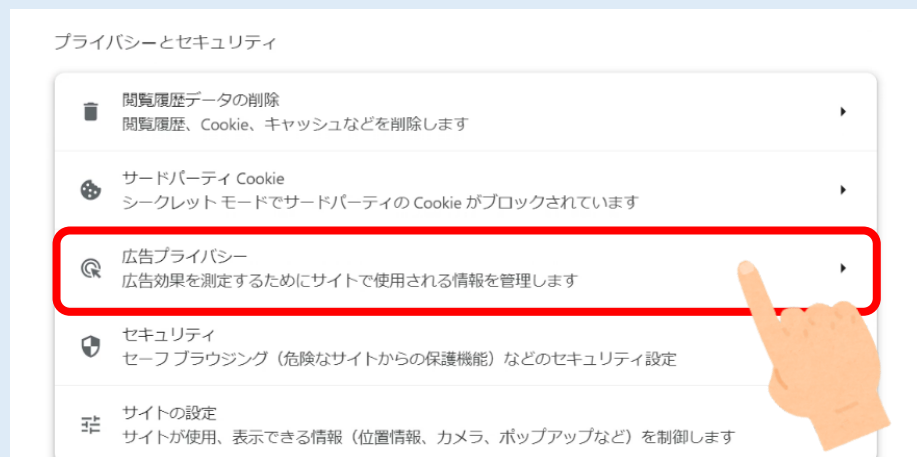 プライバシーとセキュリティ
閲覧履歴データの削除
閲覧履歴、Cookie、キャッシュなどを削除します
サードパーティ Cookie
シークレット モードでサードパーティの Cookie がブロックされています
広告プライバシー
広告効果を測定するためにサイトで使用される情報を管理します
セキュリティ
セーフ ブラウジング（危険なサイトからの保護機能）などのセキュリティ設定
サイトの設定
サイトが使用、表示できる情報（位置情報、カメラ、ポップアップなど）を制御します